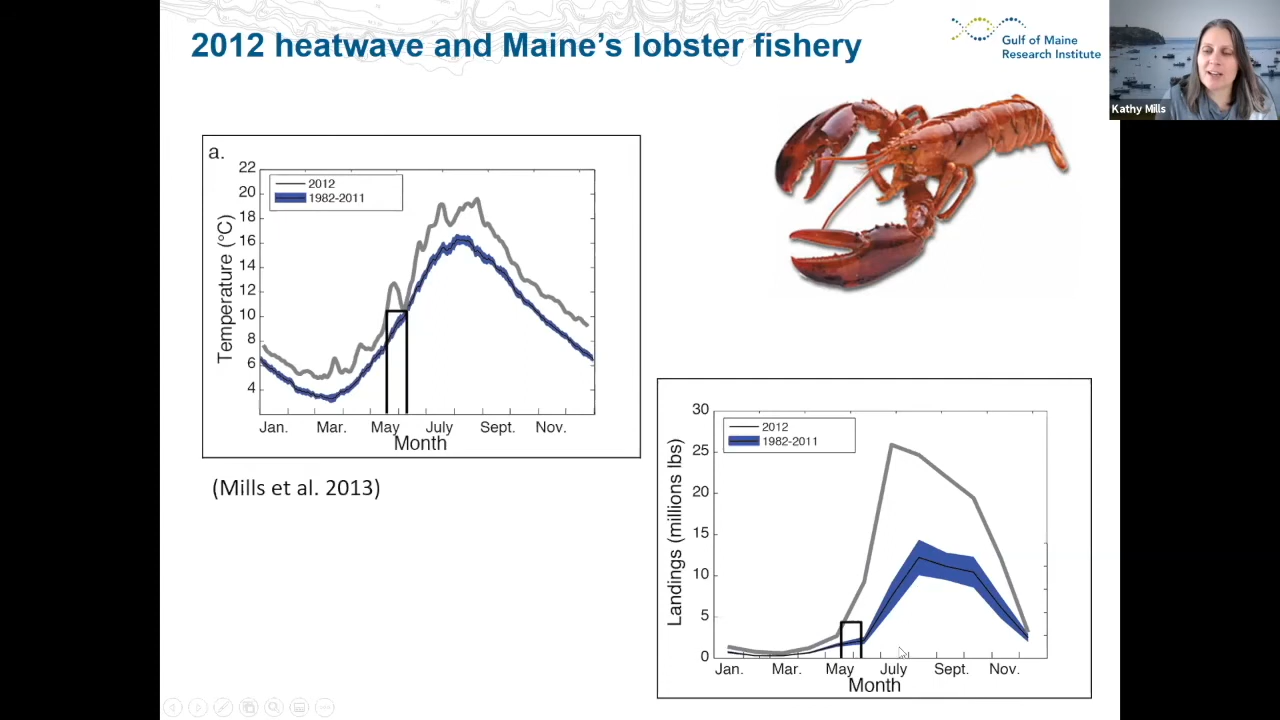 2012 heatwave and Maine's lobster fishery
Gulf of Maine
Research Institute
Kathy Mills
a.
22
20
18
16
14
12
10
8
6
4
Temperature (°C)
2012
1982-2011
Jan. Mar. May July Sept. Nov.
Month
(Mills et al. 2013)
30
25
20
15
10
5
0
Landings (millions lbs)
2012
1982-2011
Jan. Mar. May July Sept. Nov.
Month